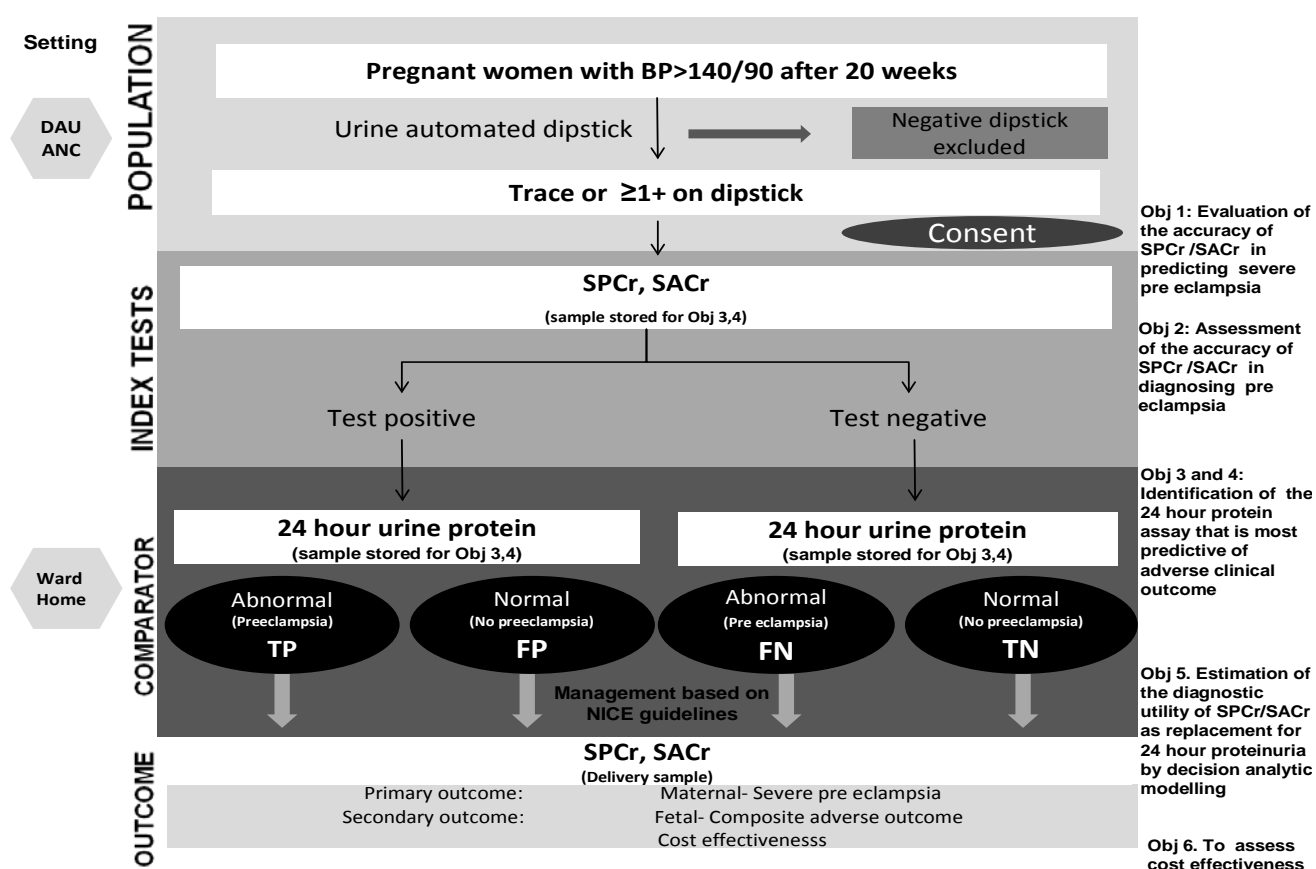 Setting
POPULATION
Pregnant women with BP>140/90 after 20 weeks
DAU
ANC
Urine automated dipstick
Negative dipstick
excluded
Trace or ≥1+ on dipstick
Consent
INDEX TESTS
SPCr, SACr
(sample stored for Obj 3,4)
Test positive
Test negative
COMPARATOR
24 hour urine protein
(sample stored for Obj 3,4)
24 hour urine protein
(sample stored for Obj 3,4)
Ward
Home
Abnormal
(Preeclampsia)
TP
Normal
(No preeclampsia)
FP
Abnormal
(Pre eclampsia)
FN
Normal
(No preeclampsia)
TN
Management based on
NICE guidelines
OUTCOME
SPCr, SACr
(Delivery sample)
Primary outcome: Maternal- Severe pre eclampsia
Secondary outcome: Fetal- Composite adverse outcome
Cost effectivenesss
Obj 1: Evaluation of
the accuracy of
SPCr /SACr in
predicting severe
pre eclampsia
Obj 2: Assessment
of the accuracy of
SPCr /SACr in
diagnosing pre
eclampsia
Obj 3 and 4:
Identification of the
24 hour protein
assay that is most
predictive of
adverse clinical
outcome
Obj 5. Estimation of
the diagnostic
utility of SPCr/SACr
as replacement for
24 hour proteinuria
by decision analytic
modelling
Obj 6. To assess
cost effectiveness